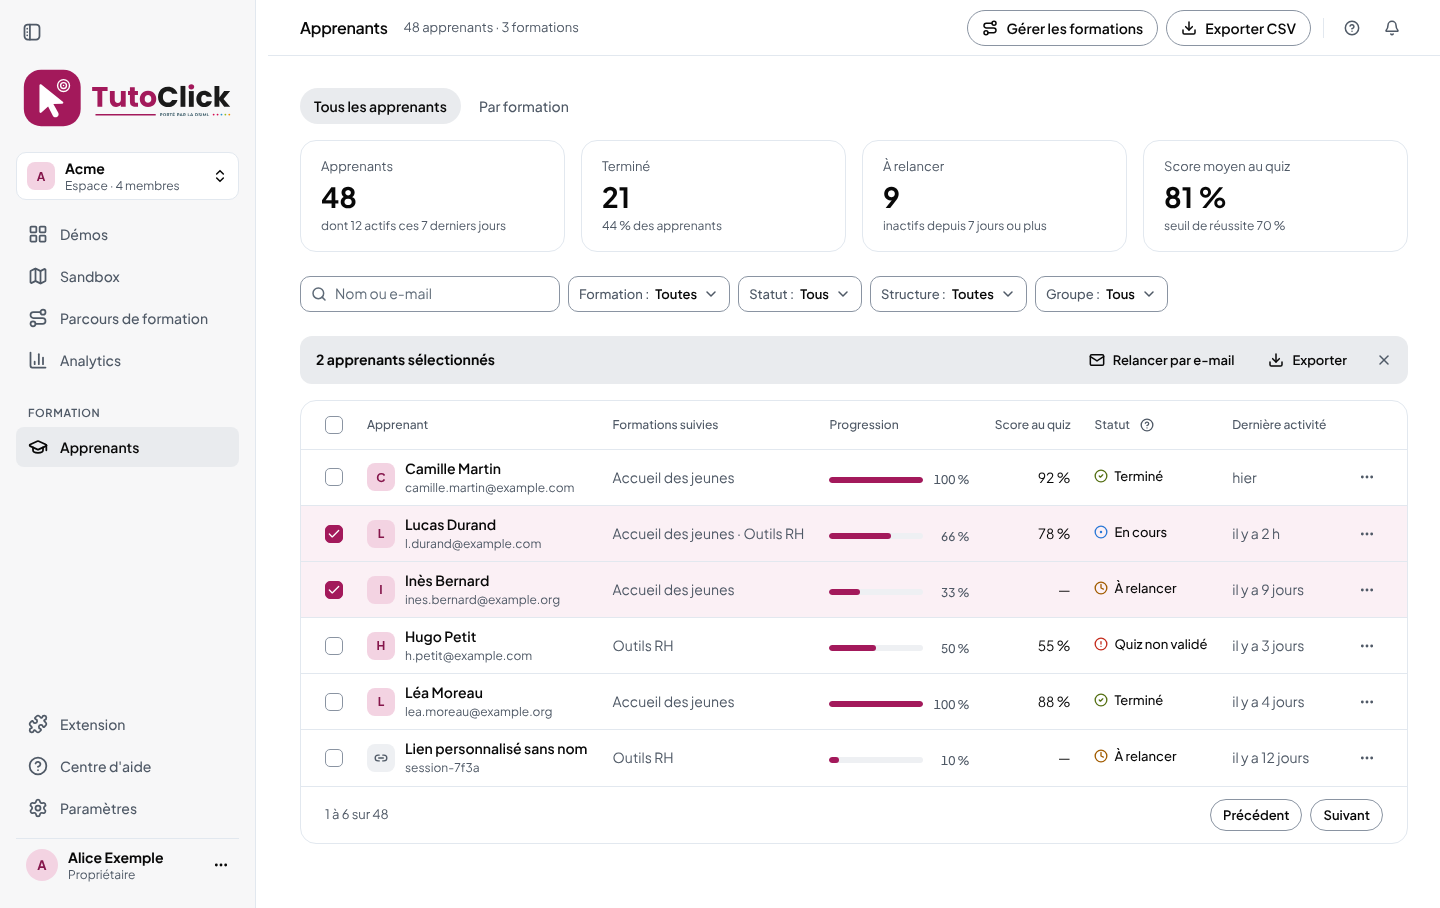 Apprenants
48 apprenants · 3 formations
Gérer les formations
Exporter CSV
TutoClick
PORTÉ PAR LA DSIML
A
Acme
Espace · 4 membres
Démos
Sandbox
Parcours de formation
Analytics
FORMATION
Apprenants
Extension
Centre d'aide
Paramètres
A
Alice Exemple
Propriétaire
Tous les apprenants
Par formation
Apprenants
48
dont 12 actifs ces 7 derniers jours
Terminé
21
44 % des apprenants
À relancer
9
inactifs depuis 7 jours ou plus
Score moyen au quiz
81 %
seuil de réussite 70 %
Nom ou e-mail
Formation : Toutes
Statut : Tous
Structure : Toutes
Groupe : Tous
2 apprenants sélectionnés
Relancer par e-mail
Exporter
Apprenant Formations suivies Progression Score au quiz Statut Dernière activité
C Camille Martin
camille.martin@example.com
Accueil des jeunes 100 % 92 % Terminé hier
L Lucas Durand
l.durand@example.com
Accueil des jeunes · Outils RH 66 % 78 % En cours il y a 2 h
I Inès Bernard
ines.bernard@example.org
Accueil des jeunes 33 % — À relancer il y a 9 jours
H Hugo Petit
h.petit@example.com
Outils RH 50 % 55 % Quiz non validé il y a 3 jours
L Léa Moreau
lea.moreau@example.org
Accueil des jeunes 100 % 88 % Terminé il y a 4 jours
Lien personnalisé sans nom
session-7f3a
Outils RH 10 % — À relancer il y a 12 jours
1 à 6 sur 48
Précédent
Suivant